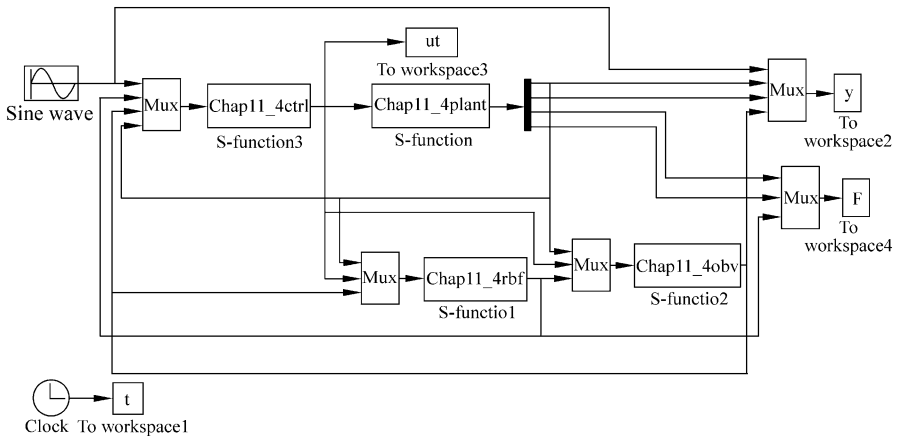 ut
To workspace3
Sine wave
Mux
Chap11_4ctrl
S-function3
Chap11_4plant
S-function
Mux
y
To
workspace2
Mux
F
To
workspace4
Mux
Chap11_4rbf
S-functio1
Mux
Chap11_4obv
S-functio2
Clock
t
To workspace1